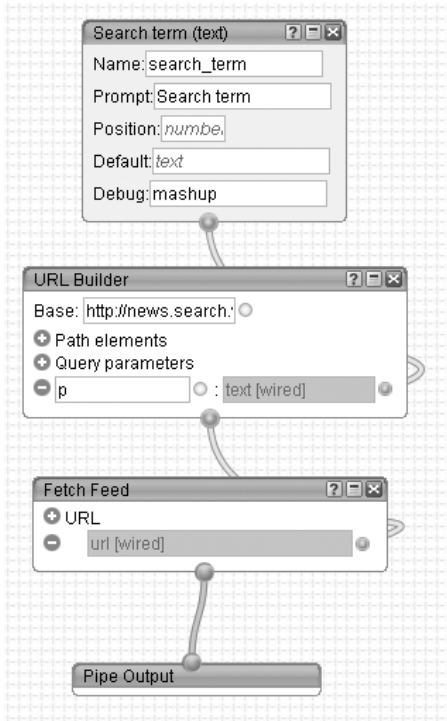 Search term (text)
Name: search_term
Prompt: Search term
Position: number
Default: text
Debug: mashup
URL Builder
Base: http://news.search.
Path elements
Query parameters
p : text [wired]
Fetch Feed
URL
url [wired]
Pipe Output